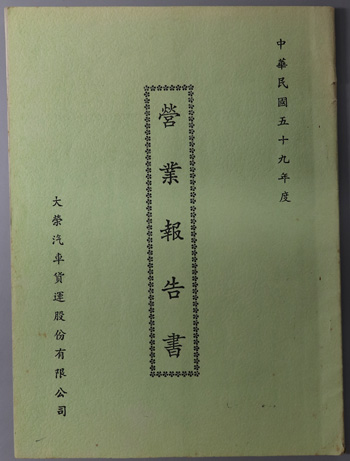 中華民國五十九年度
營業報告書
大榮汽車貨運股份有限公司